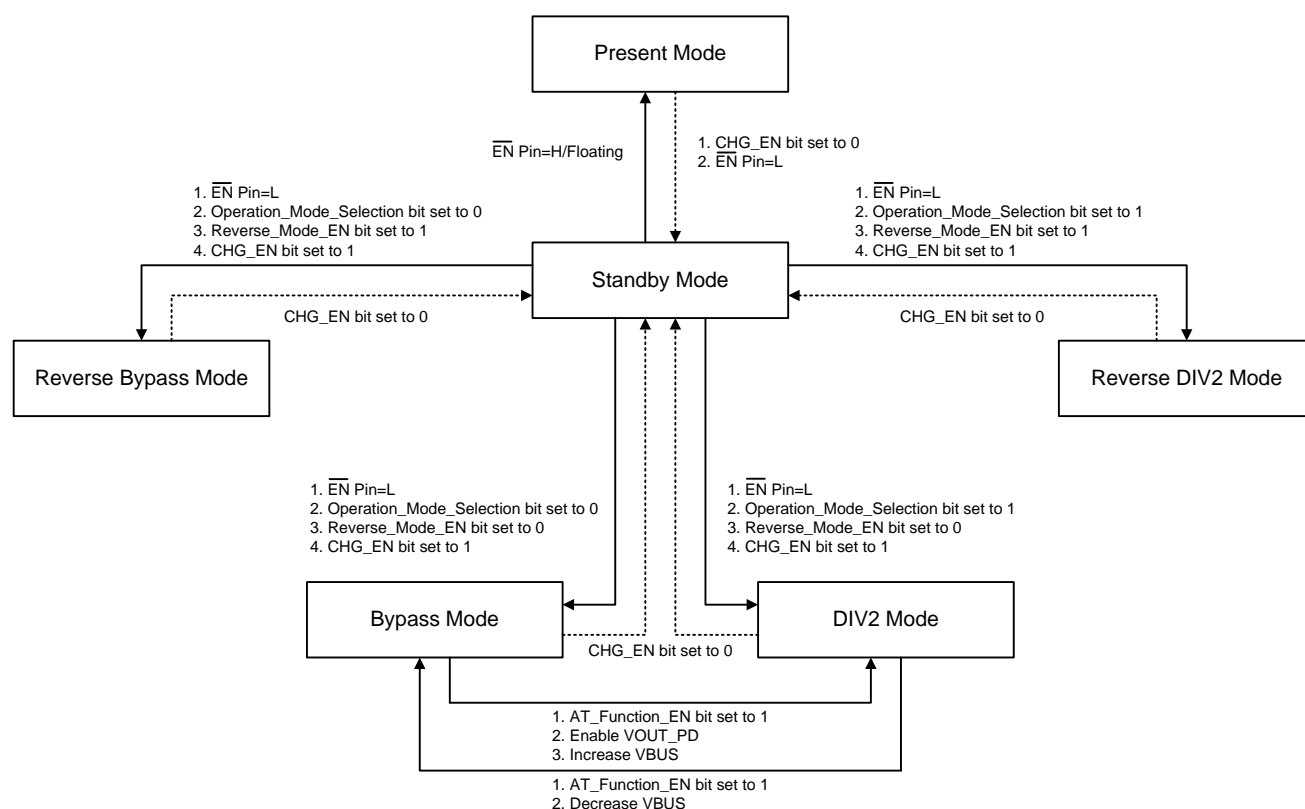 Present Mode
EN Pin=H/Floating
1. CHG_EN bit set to 0
2. EN Pin=L
1. EN Pin=L
2. Operation_Mode_Selection bit set to 0
3. Reverse_Mode_EN bit set to 1
4. CHG_EN bit set to 1
1. EN Pin=L
2. Operation_Mode_Selection bit set to 1
3. Reverse_Mode_EN bit set to 1
4. CHG_EN bit set to 1
Standby Mode
CHG_EN bit set to 0
CHG_EN bit set to 0
Reverse Bypass Mode
Reverse DIV2 Mode
1. EN Pin=L
2. Operation_Mode_Selection bit set to 0
3. Reverse_Mode_EN bit set to 0
4. CHG_EN bit set to 1
1. EN Pin=L
2. Operation_Mode_Selection bit set to 1
3. Reverse_Mode_EN bit set to 0
4. CHG_EN bit set to 1
Bypass Mode
DIV2 Mode
CHG_EN bit set to 0
1. AT_Function_EN bit set to 1
2. Enable VOUT_PD
3. Increase VBUS
1. AT_Function_EN bit set to 1
2. Decrease VBUS